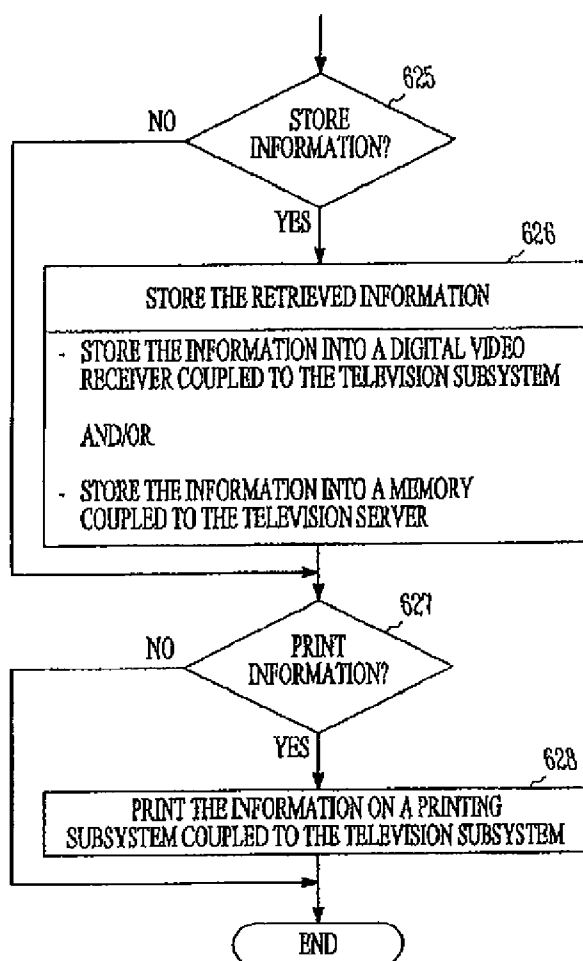 625
NO
STORE
INFORMATION?
YES
626
STORE THE RETRIEVED INFORMATION
- STORE THE INFORMATION INTO A DIGITAL VIDEO
RECEIVER COUPLED TO THE TELEVISION SUBSYSTEM
AND/OR
- STORE THE INFORMATION INTO A MEMORY
COUPLED TO THE TELEVISION SERVER
627
NO
PRINT
INFORMATION?
YES
628
PRINT THE INFORMATION ON A PRINTING
SUBSYSTEM COUPLED TO THE TELEVISION SUBSYSTEM
END